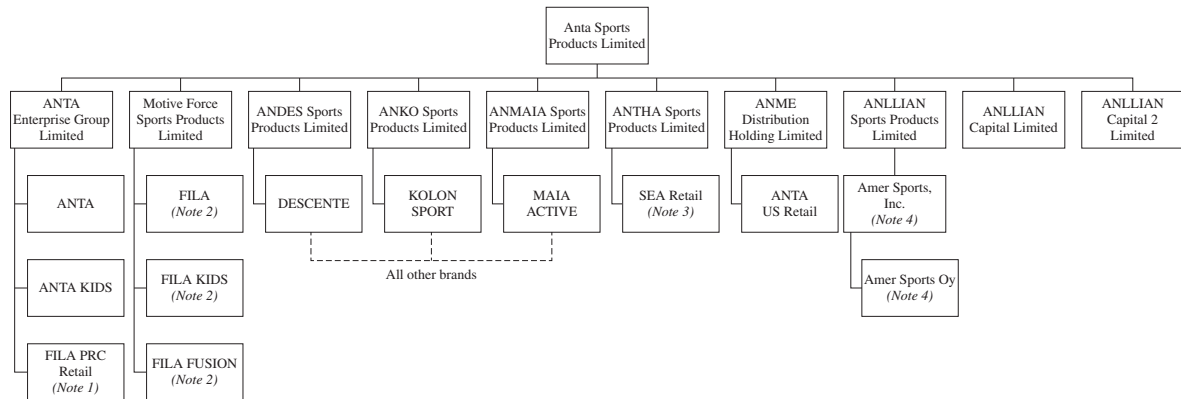 Anta Sports
Products Limited
ANTA
Enterprise Group
Limited
Motive Force
Sports Products
Limited
ANDES Sports
Products Limited
ANKO Sports
Products Limited
ANMAIA Sports
Products Limited
ANTHA Sports
Products Limited
ANME
Distribution
Holding Limited
ANLLIAN
Sports Products
Limited
ANLLIAN
Capital Limited
ANLLIAN
Capital 2
Limited
ANTA
FILA
(Note 2)
DESCENTE
KOLON
SPORT
MAIA
ACTIVE
SEA Retail
(Note 3)
ANTA
US Retail
Amer Sports,
Inc.
(Note 4)
All other brands
ANTA KIDS
FILA KIDS
(Note 2)
Amer Sports Oy
(Note 4)
FILA PRC
Retail
(Note 1)
FILA FUSION
(Note 2)